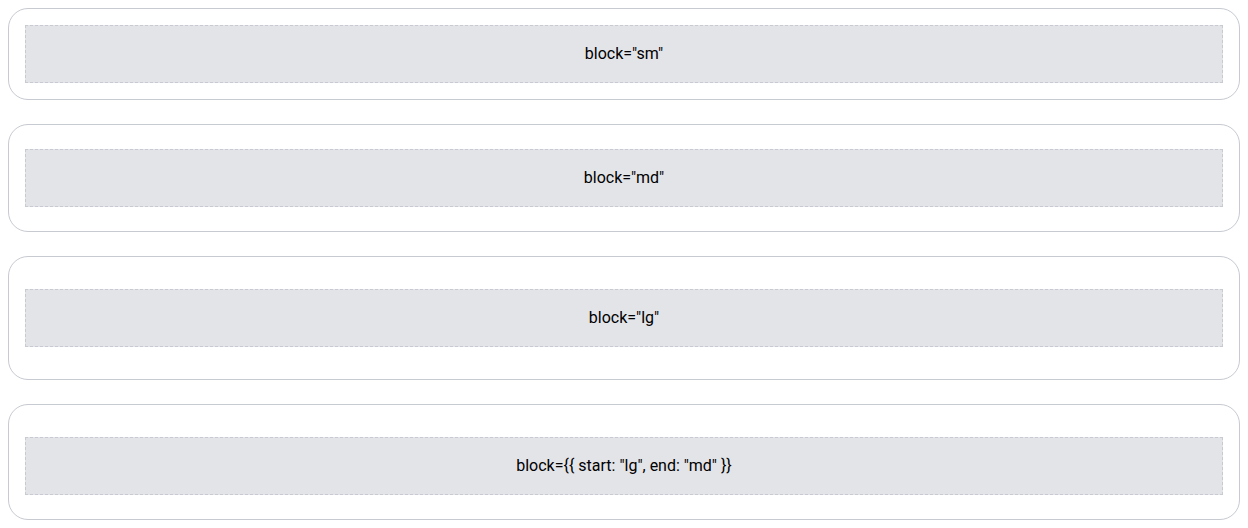 block="sm"
block="md"
block="lg"
block={{ start: "lg", end: "md" }}